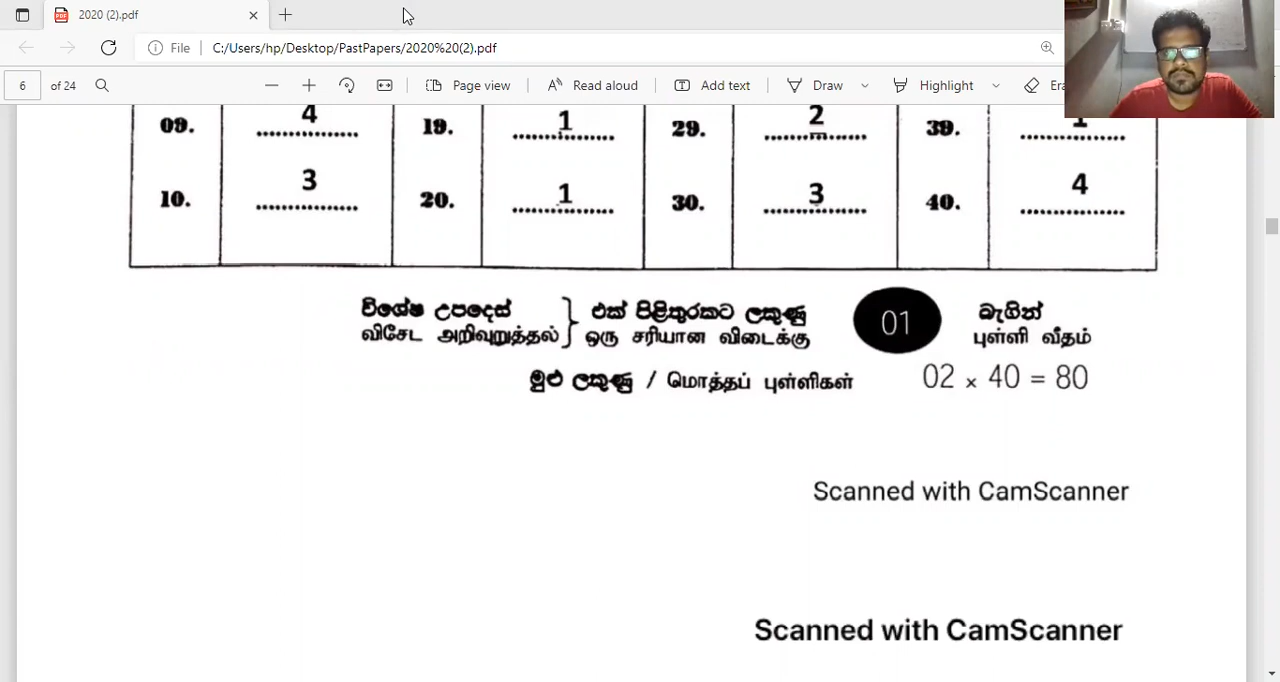 2020 (2).pdf
File C:/Users/hp/Desktop/PastPapers/2020%20(2).pdf
6 of 24 Page view Read aloud Add text Draw Highlight Era
09. 4 19. 1 29. 2 39. 1
10. 3 20. 1 30. 3 40. 4
විශේෂ උපදෙස් } එක් පිළිතුරකට ලකුණු 01 බැගින්
விசேட அறிவுறுத்தல் } ஒரு சரியான விடைக்கு புள்ளி வீதம்
මුළු ලකුණු / மொத்தப் புள்ளிகள் 02 × 40 = 80
Scanned with CamScanner
Scanned with CamScanner